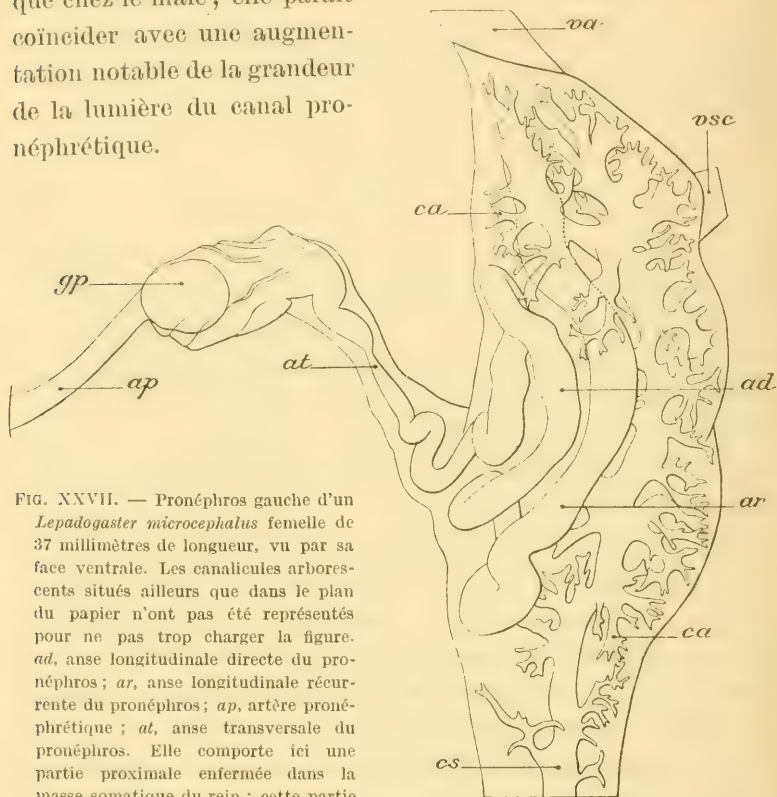 que chez le mâle ; elle paraît
coïncider avec une augmen-
tation notable de la grandeur
de la lumière du canal pro-
néphrétique.
va.
vsc
ca
gp
ap
at
ad
ar
ca
cs
FIG. XXVII. — Pronéphros gauche d'un
Lepadogaster microcephalus femelle de
37 millimètres de longueur, vu par sa
face ventrale. Les canalicules arbores-
cents situés ailleurs que dans le plan
du papier n'ont pas été représentés
pour ne pas trop charger la figure.
ad, anse longitudinale directe du pro-
néphros ; ar, anse longitudinale récur-
rente du pronéphros ; ap, artère proné-
phrétique ; at, anse transversale du
pronéphros. Elle comporte ici une
partie proximale enfermée dans la
masse somatique du rein ; cette partie